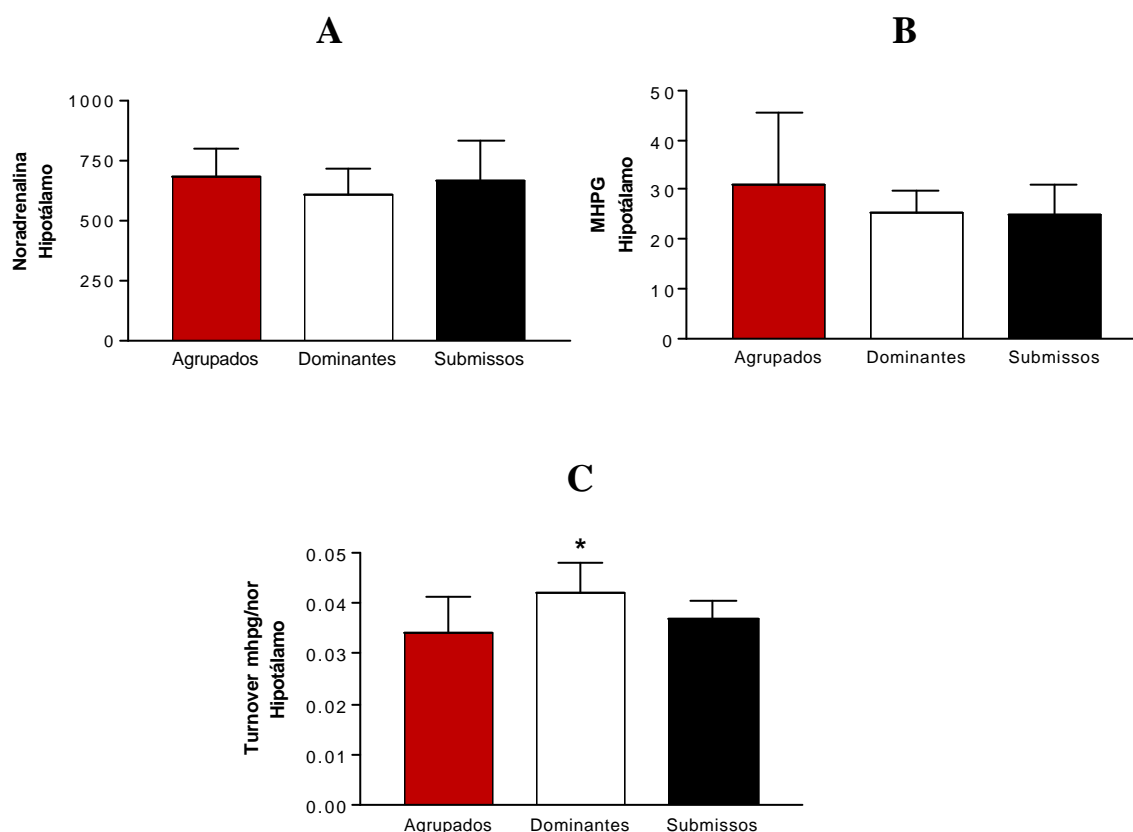 A
Noradrenalina
Hipotálamo
1000
750
500
250
0
Agrupados Dominantes Submissos
B
MHPG
Hipotálamo
50
40
30
20
10
0
Agrupados Dominantes Submissos
C
Turnover mhpg/nor
Hipotálamo
*
0.05
0.04
0.03
0.02
0.01
0.00
Agrupados Dominantes Submissos